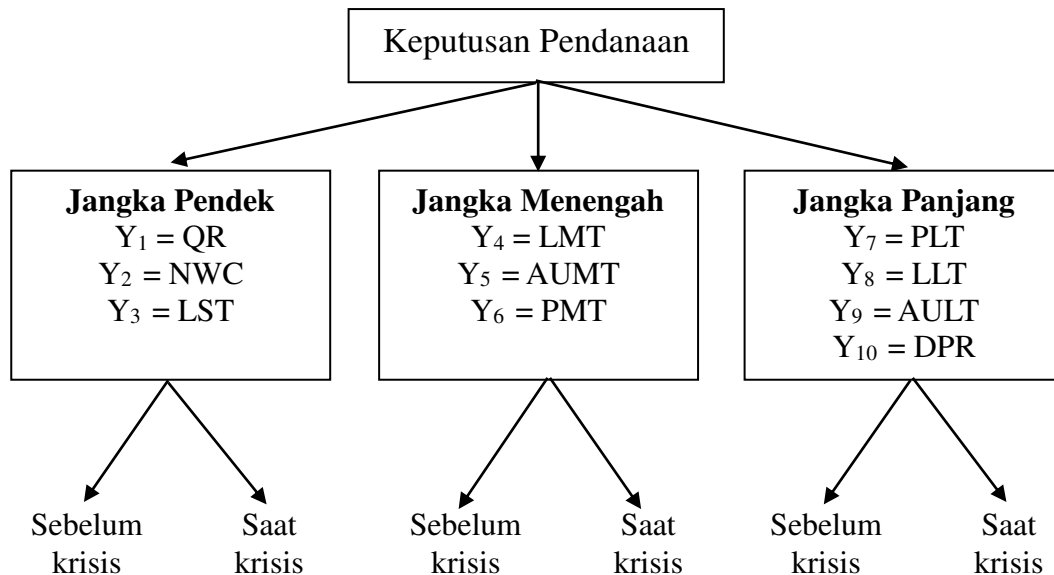 Keputusan Pendanaan
Jangka Pendek
Y₁ = QR
Y₂ = NWC
Y₃ = LST
Jangka Menengah
Y₄ = LMT
Y₅ = AUMT
Y₆ = PMT
Jangka Panjang
Y₇ = PLT
Y₈ = LLT
Y₉ = AULT
Y₁₀ = DPR
Sebelum
krisis
Saat
krisis
Sebelum
krisis
Saat
krisis
Sebelum
krisis
Saat
krisis